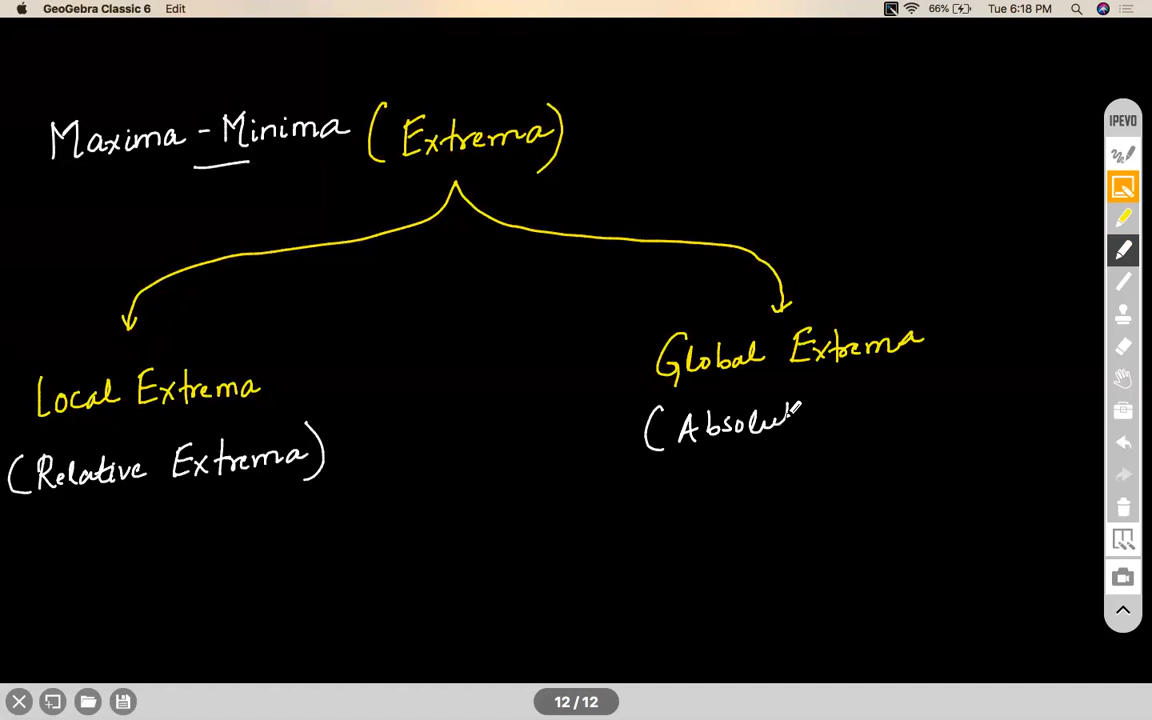 GeoGebra Classic 6 Edit 66% Tue 6:18 PM
Maxima - Minima (Extrema)
IPEVO
Local Extrema
(Relative Extrema)
Global Extrema
(Absolut
12 / 12